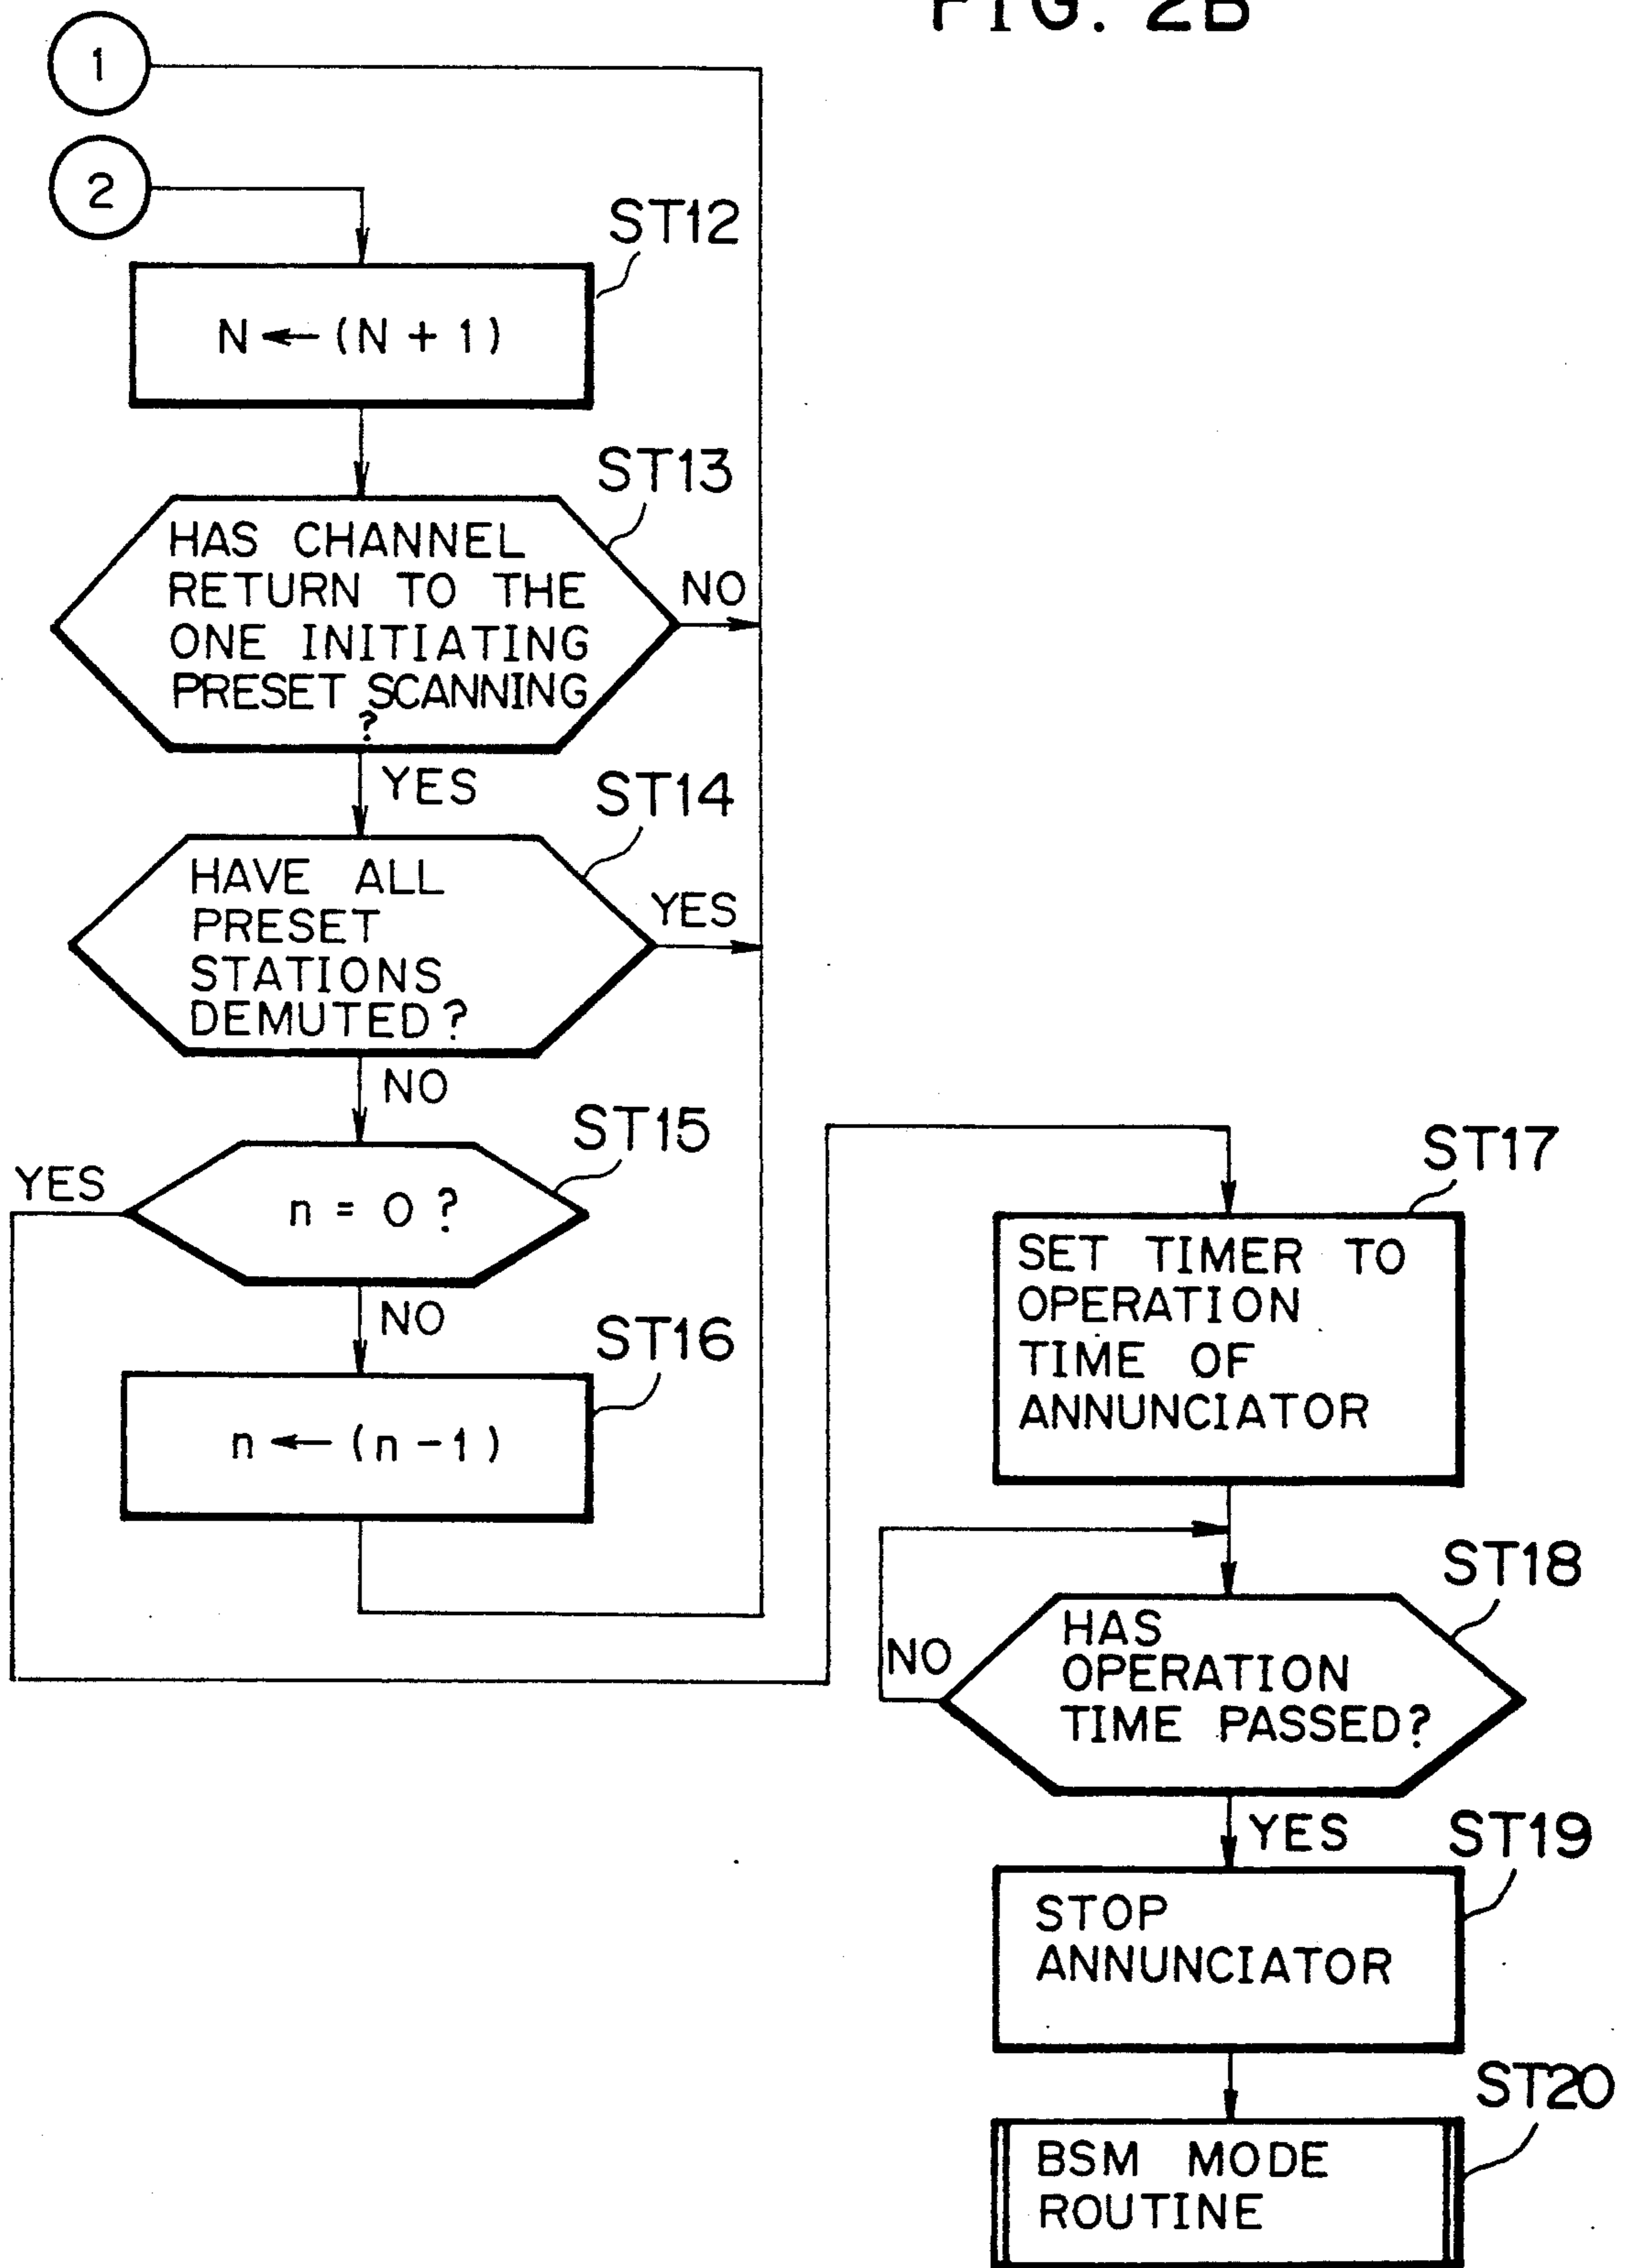 FIG. 2B
1
2
ST12
N ← (N + 1)
ST13
HAS CHANNEL
RETURN TO THE
ONE INITIATING
PRESET SCANNING
?
NO
YES
ST14
HAVE ALL
PRESET
STATIONS
DEMUTED?
YES
NO
ST15
n = 0 ?
YES
NO
ST16
n ← (n - 1)
ST17
SET TIMER TO
OPERATION
TIME OF
ANNUNCIATOR
ST18
HAS
OPERATION
TIME PASSED?
NO
YES
ST19
STOP
ANNUNCIATOR
ST20
BSM MODE
ROUTINE